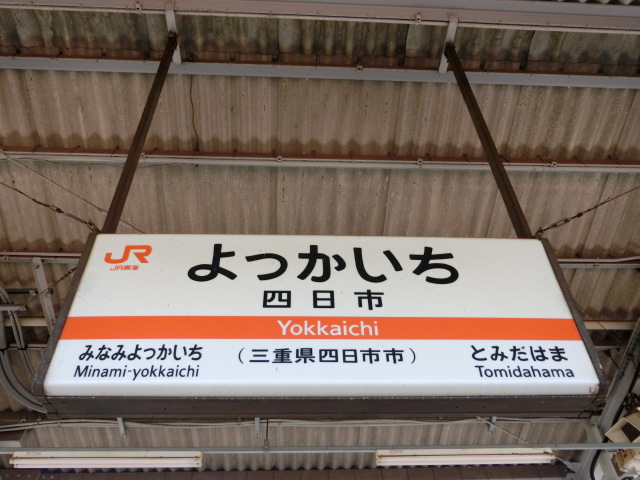 JR
JR東海
よっかいち
四日市
Yokkaichi
みなみよっかいち
Minami-yokkaichi
(三重県四日市市)
とみだはま
Tomidahama